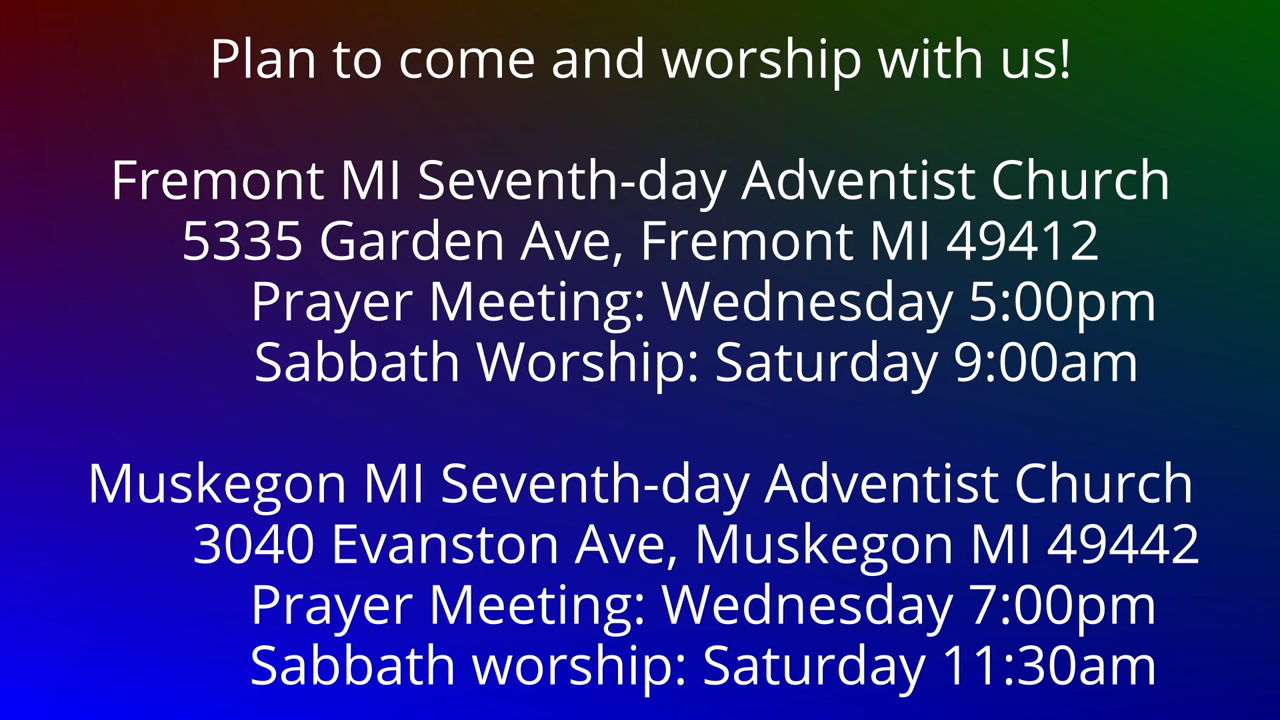 Plan to come and worship with us!
Fremont MI Seventh-day Adventist Church
5335 Garden Ave, Fremont MI 49412
Prayer Meeting: Wednesday 5:00pm
Sabbath Worship: Saturday 9:00am
Muskegon MI Seventh-day Adventist Church
3040 Evanston Ave, Muskegon MI 49442
Prayer Meeting: Wednesday 7:00pm
Sabbath worship: Saturday 11:30am